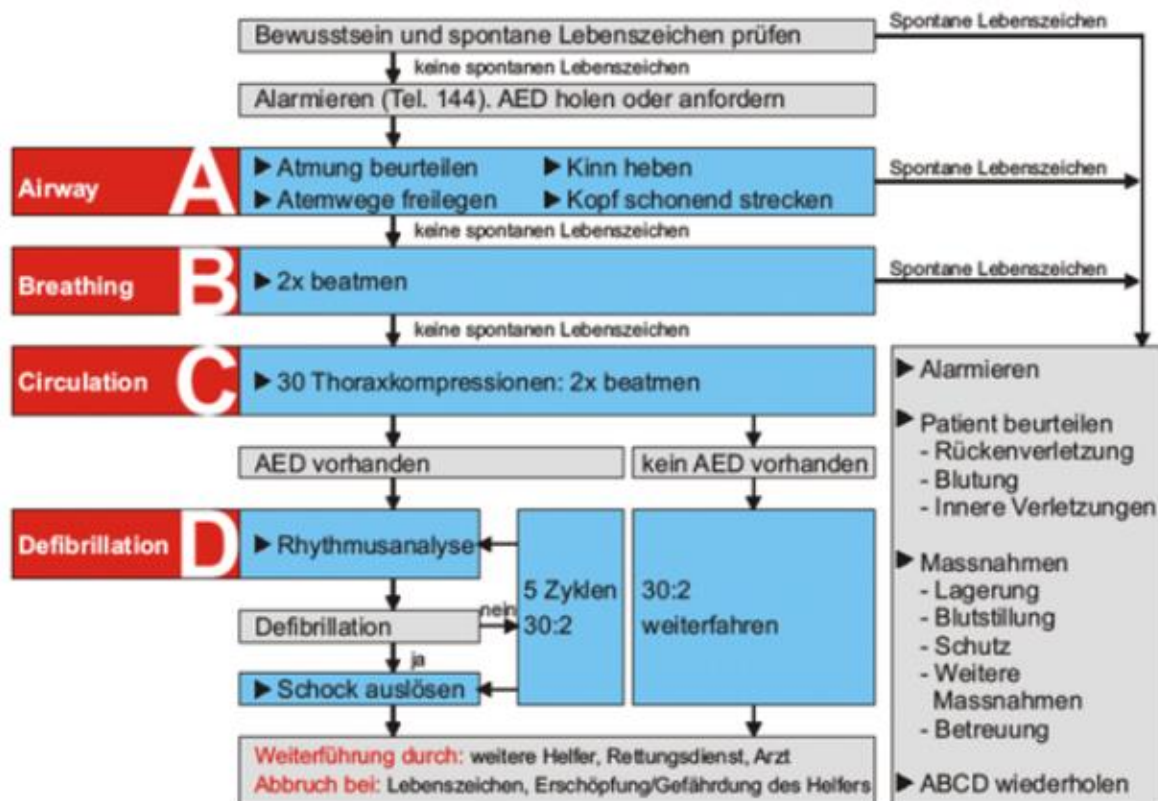 Spontane Lebenszeichen
Bewusstsein und spontane Lebenszeichen prüfen
keine spontanen Lebenszeichen
Alarmieren (Tel. 144). AED holen oder anfordern
Airway A
▶ Atmung beurteilen ▶ Kinn heben
▶ Atemwege freilegen ▶ Kopf schonend strecken
Spontane Lebenszeichen
keine spontanen Lebenszeichen
Breathing B
▶ 2x beatmen
Spontane Lebenszeichen
keine spontanen Lebenszeichen
Circulation C
▶ 30 Thoraxkompressionen: 2x beatmen
AED vorhanden
kein AED vorhanden
Defibrillation D
▶ Rhythmusanalyse
Defibrillation
nein
ja
▶ Schock auslösen
5 Zyklen
30:2
30:2
weiterfahren
Weiterführung durch: weitere Helfer, Rettungsdienst, Arzt
Abbruch bei: Lebenszeichen, Erschöpfung/Gefährdung des Helfers
▶ Alarmieren
▶ Patient beurteilen
- Rückenverletzung
- Blutung
- Innere Verletzungen
▶ Massnahmen
- Lagerung
- Blutstillung
- Schutz
- Weitere
Massnahmen
- Betreuung
▶ ABCD wiederholen